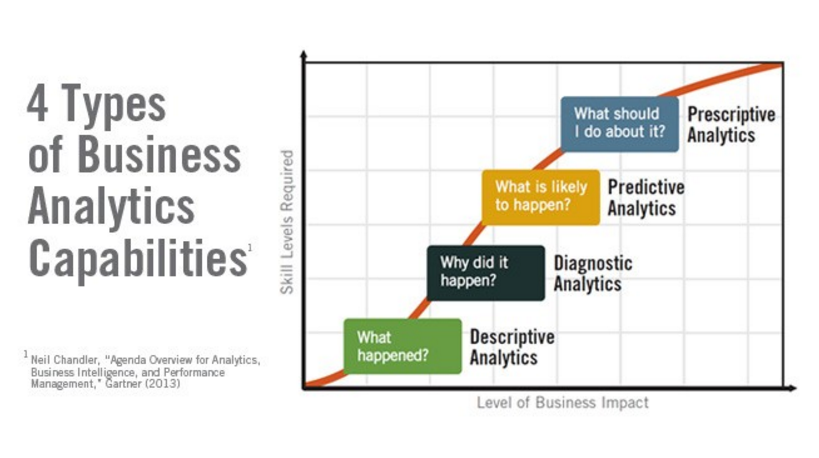 4 Types
of Business
Analytics
Capabilities¹
1 Neil Chandler, "Agenda Overview for Analytics,
Business Intelligence, and Performance
Management," Gartner (2013)
Skill Levels Required
What should
I do about it?
Prescriptive
Analytics
What is likely
to happen?
Predictive
Analytics
Why did it
happen?
Diagnostic
Analytics
What
happened?
Descriptive
Analytics
Level of Business Impact